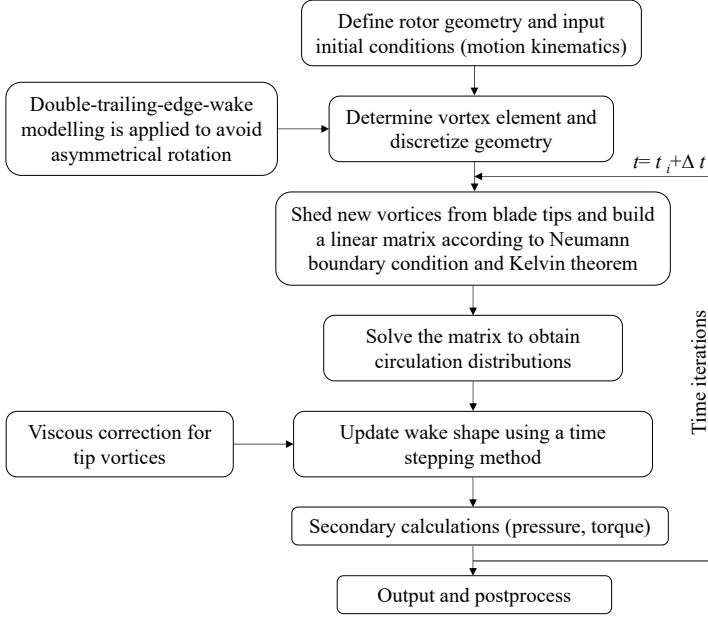 Define rotor geometry and input
initial conditions (motion kinematics)
Double-trailing-edge-wake
modelling is applied to avoid
asymmetrical rotation
Determine vortex element and
discretize geometry
t= t i+Δ t
Shed new vortices from blade tips and build
a linear matrix according to Neumann
boundary condition and Kelvin theorem
Solve the matrix to obtain
circulation distributions
Time iterations
Viscous correction for
tip vortices
Update wake shape using a time
stepping method
Secondary calculations (pressure, torque)
Output and postprocess